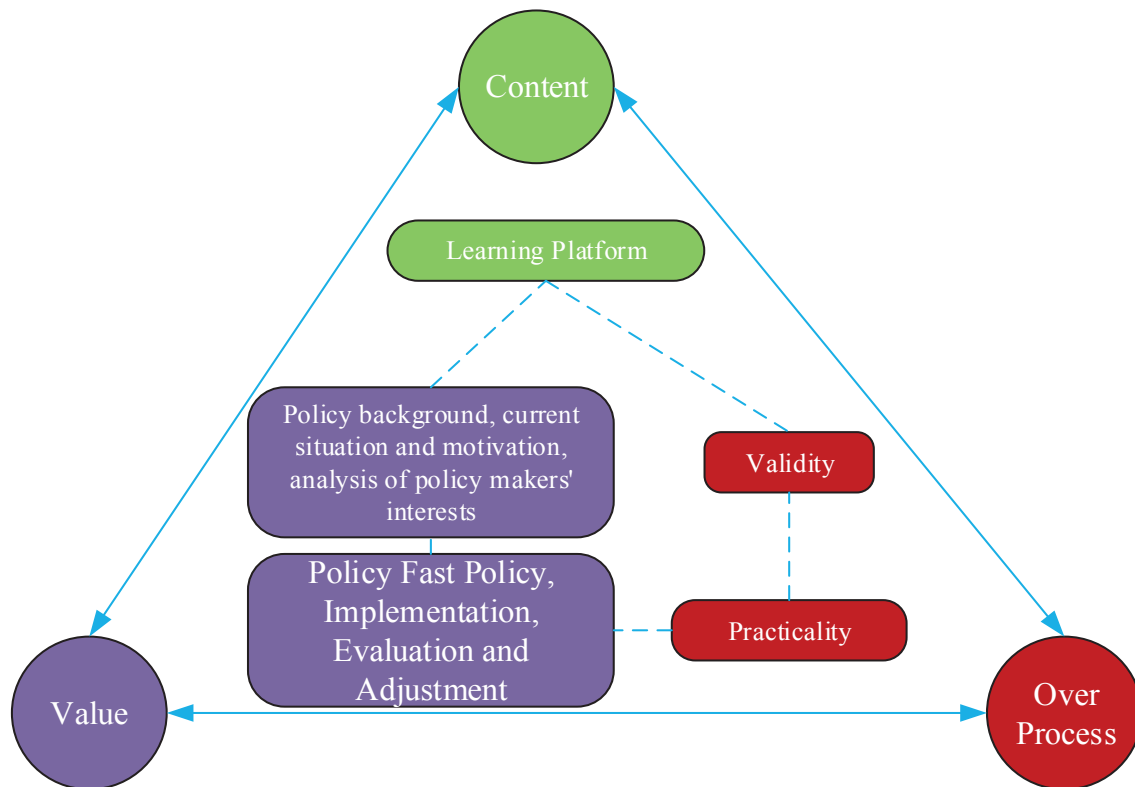 Content
Learning Platform
Policy background, current
situation and motivation,
analysis of policy makers'
interests
Validity
Policy Fast Policy,
Implementation,
Evaluation and
Adjustment
Practicality
Value
Over
Process